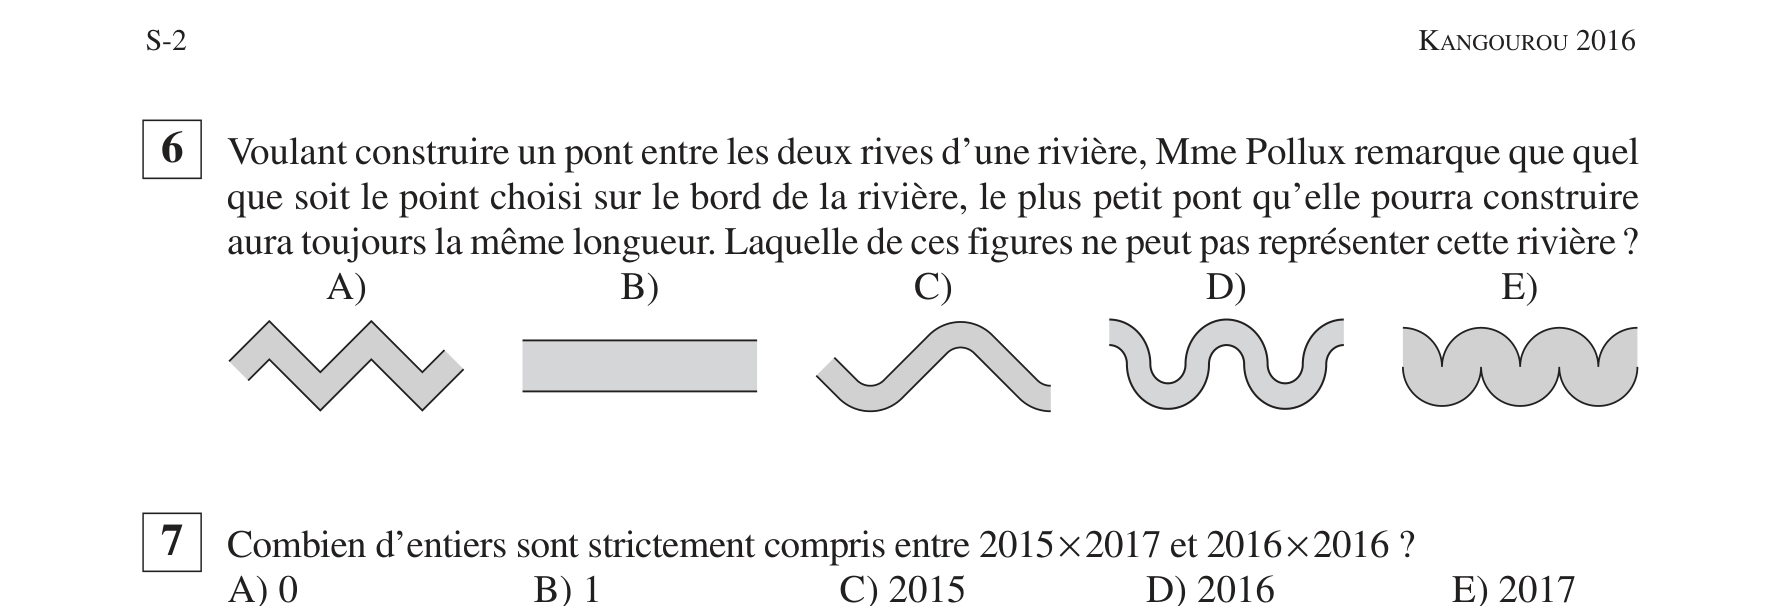 S-2
KANGOUROU 2016
6 Voulant construire un pont entre les deux rives d’une rivière, Mme Pollux remarque que quel
que soit le point choisi sur le bord de la rivière, le plus petit pont qu’elle pourra construire
aura toujours la même longueur. Laquelle de ces figures ne peut pas représenter cette rivière ?
A) B) C) D) E)
7 Combien d’entiers sont strictement compris entre 2015×2017 et 2016×2016 ?
A) 0 B) 1 C) 2015 D) 2016 E) 2017